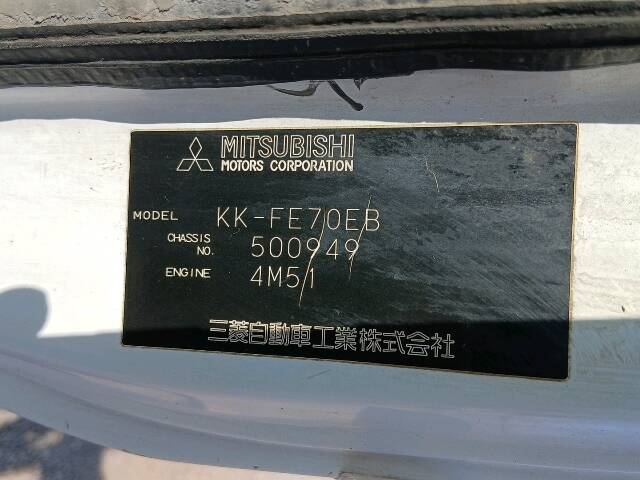 MITSUBISHI
MOTORS CORPORATION
MODEL KK-FE70EB
CHASSIS NO. 500949
ENGINE 4M51
三菱自動車工業株式会社